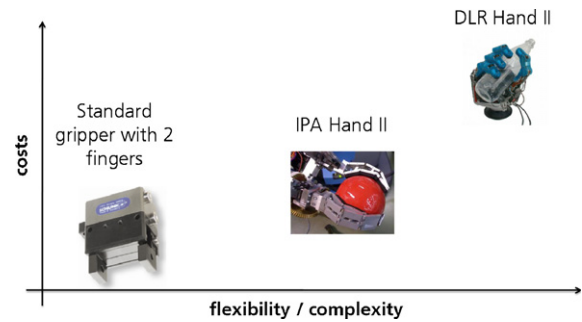 DLR Hand II
Standard
gripper with 2
fingers
IPA Hand II
costs
flexibility / complexity